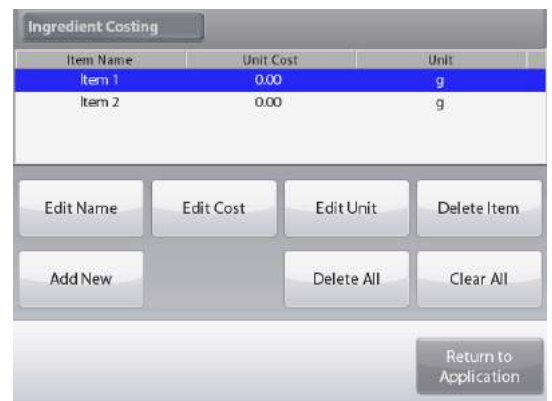 Ingredient Costing
Item Name Unit Cost Unit
Item 1 0.00 g
Item 2 0.00 g
Edit Name Edit Cost Edit Unit Delete Item
Add New Delete All Clear All
Return to
Application